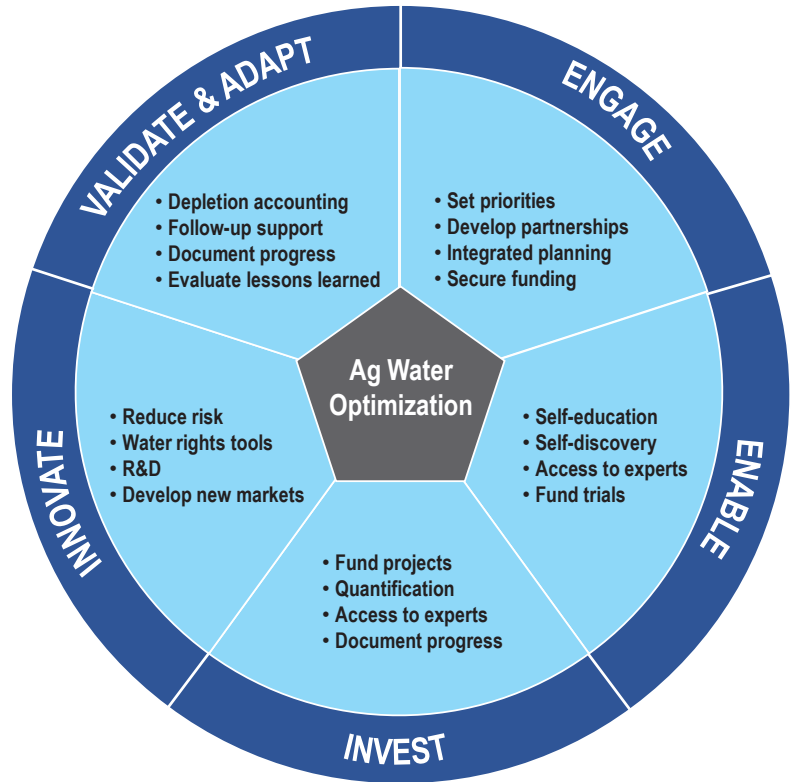 VALIDATE & ADAPT
• Depletion accounting
• Follow-up support
• Document progress
• Evaluate lessons learned
ENGAGE
• Set priorities
• Develop partnerships
• Integrated planning
• Secure funding
Ag Water
Optimization
INNOVATE
• Reduce risk
• Water rights tools
• R&D
• Develop new markets
ENABLE
• Self-education
• Self-discovery
• Access to experts
• Fund trials
• Fund projects
• Quantification
• Access to experts
• Document progress
INVEST